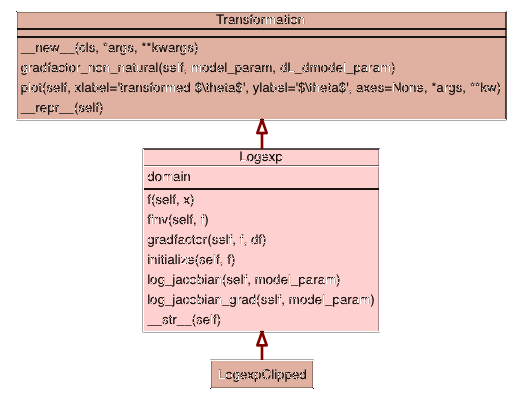 Transformation
__new__(cls, *args, **kwargs)
gradfactor_non_natural(self, model_param, dL_dmodel_param)
plot(self, xlabel='transformed $\theta$', ylabel='$\theta$', axes=None, *args, **kw)
__repr__(self)
Logexp
domain
f(self, x)
finv(self, f)
gradfactor(self, f, df)
initialize(self, f)
log_jacobian(self, model_param)
log_jacobian_grad(self, model_param)
__str__(self)
LogexpClipped